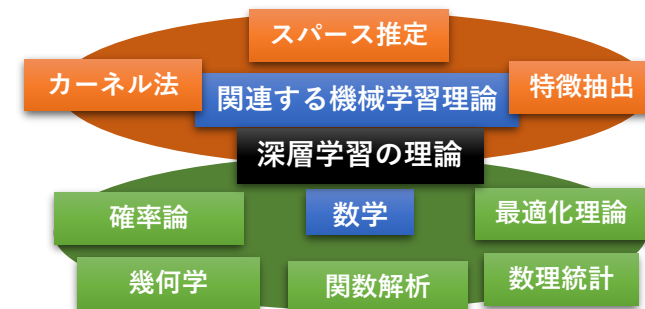 スパース推定
カーネル法
関連する機械学習理論
特徴抽出
深層学習の理論
確率論
数学
最適化理論
幾何学
関数解析
数理統計